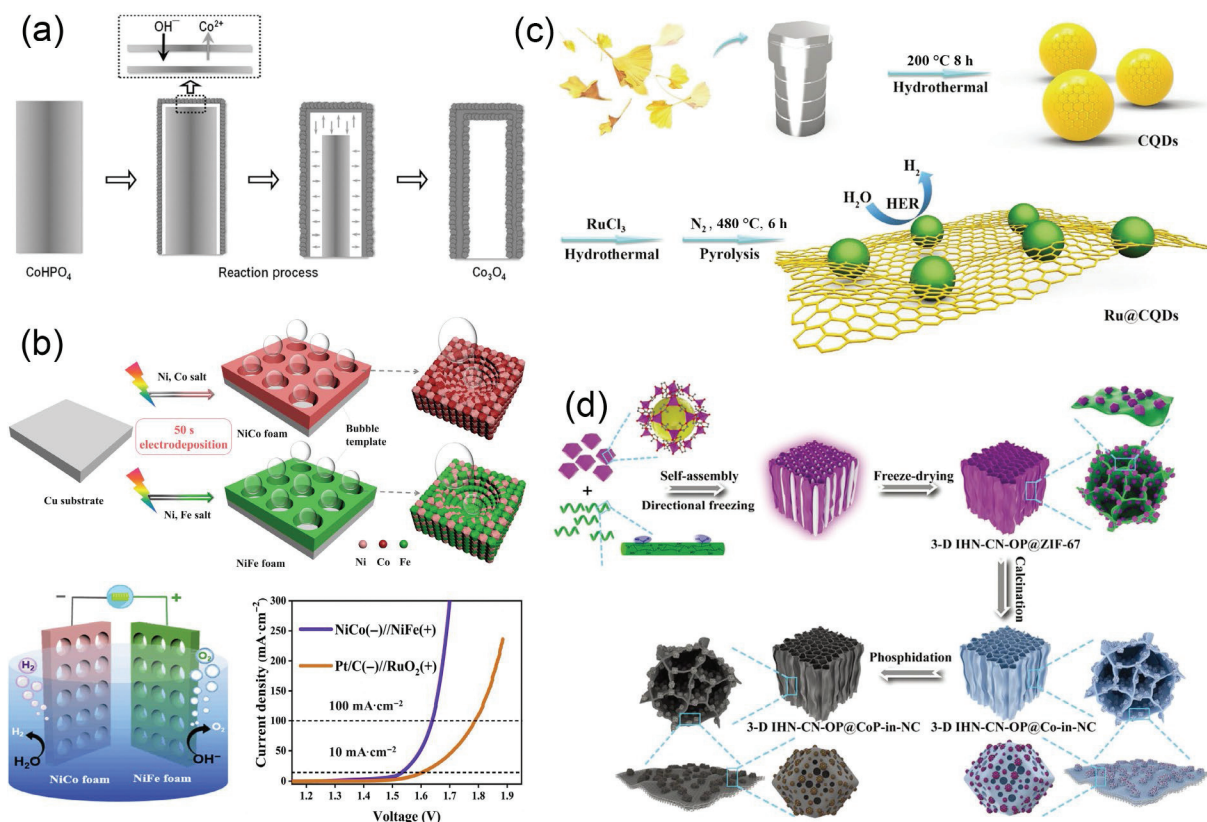 (a)
OH⁻ Co²⁺
CoHPO₄
Reaction process
Co₃O₄
(c)
200 °C 8 h
Hydrothermal
CQDs
H₂
H₂O
HER
RuCl₃
Hydrothermal
N₂, 480 °C, 6 h
Pyrolysis
Ru@CQDs
(b)
Ni, Co salt
50 s
electrodeposition
Cu substrate
Ni, Fe salt
NiCo foam
Bubble
template
NiFe foam
Ni Co Fe
− +
H₂
O₂
H₂
O₂
H₂O
OH⁻
NiCo foam
NiFe foam
Current density (mA·cm⁻²)
300
250
200
150
100
50
0
NiCo(−)//NiFe(+)
Pt/C(−)//RuO₂(+)
100 mA·cm⁻²
10 mA·cm⁻²
1.2 1.3 1.4 1.5 1.6 1.7 1.8 1.9
Voltage (V)
(d)
+
Self-assembly
Directional freezing
Freeze-drying
3-D IHN-CN-OP@ZIF-67
Calcination
Phosphidation
3-D IHN-CN-OP@CoP-in-NC
3-D IHN-CN-OP@Co-in-NC